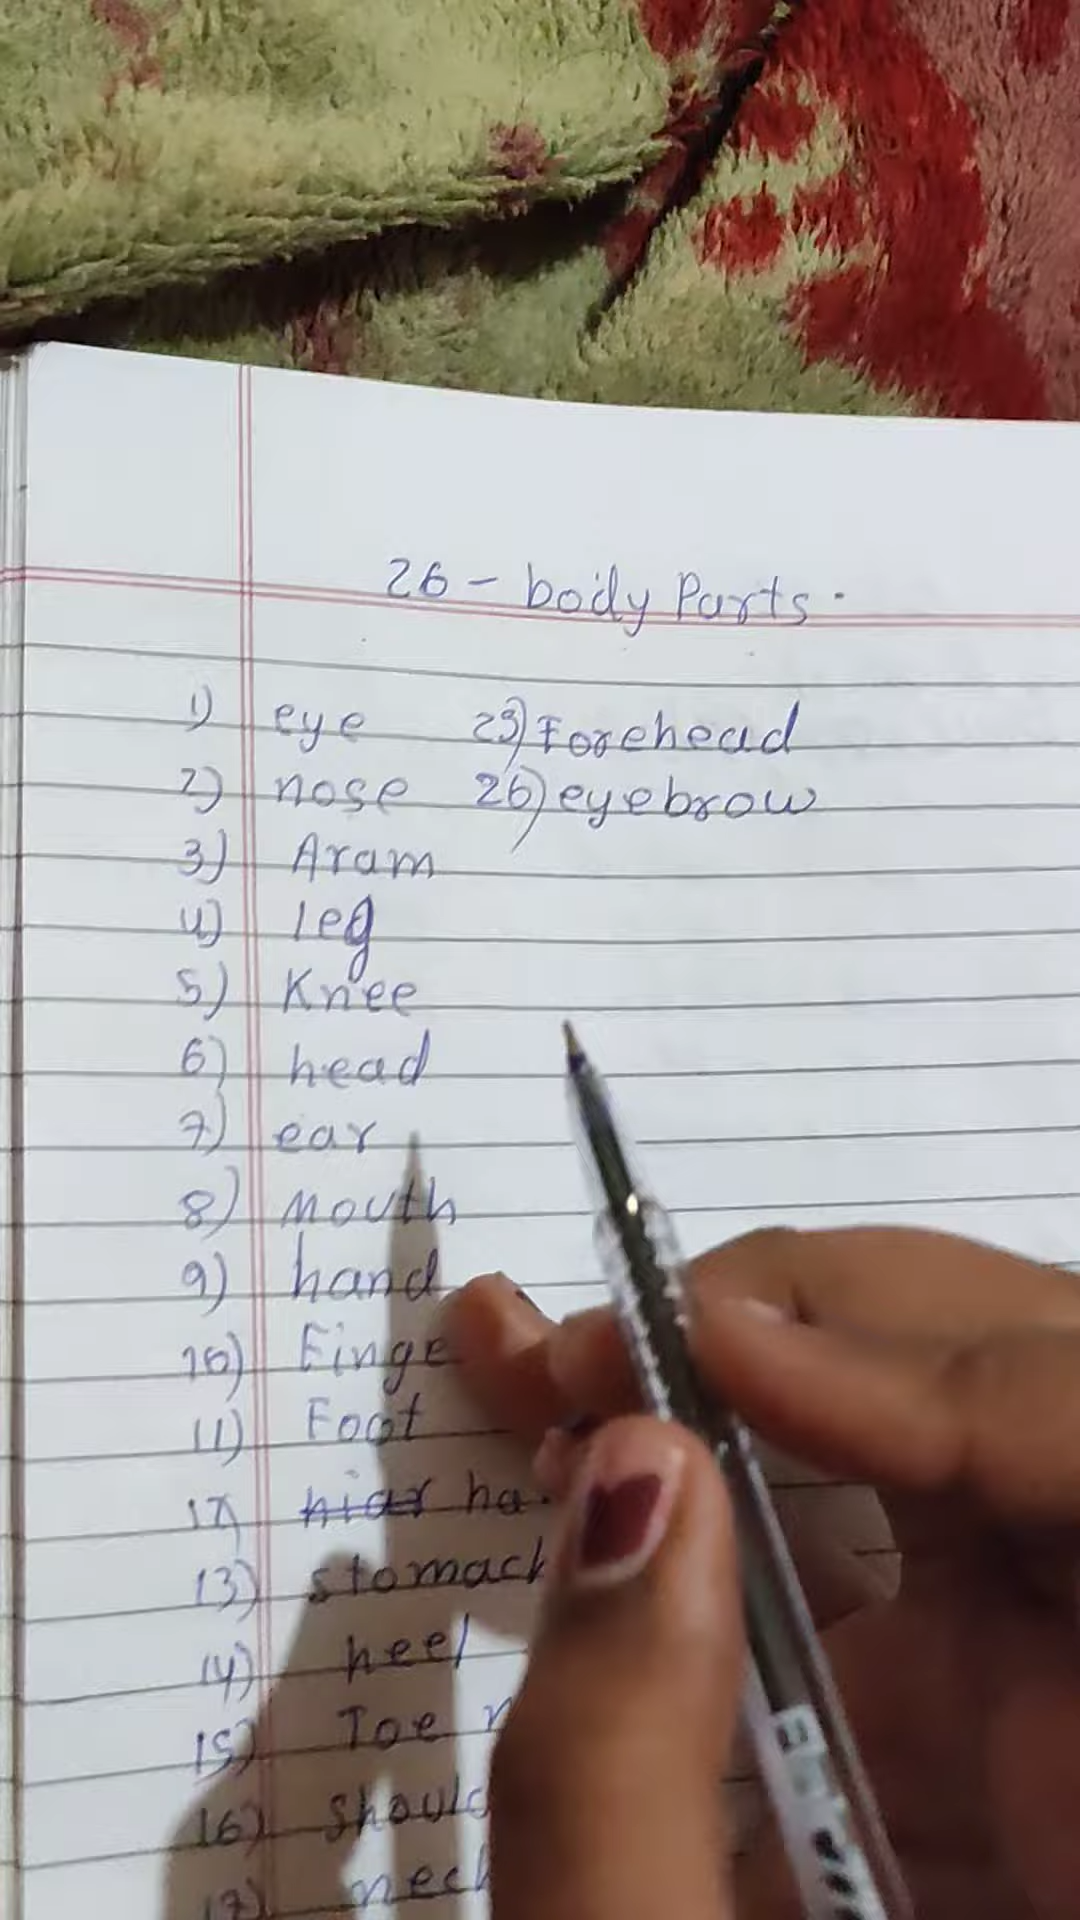 26 - body Parts.
1) eye 25) Forehead
2) nose 26) eyebrow
3) Aram
4) leg
5) Knee
6) head
7) ear
8) Mouth
9) hand
10) Finge
11) Foot
12) hiar ha
13) stomach
14) heel
15) Toe n
16) Should
17) neck